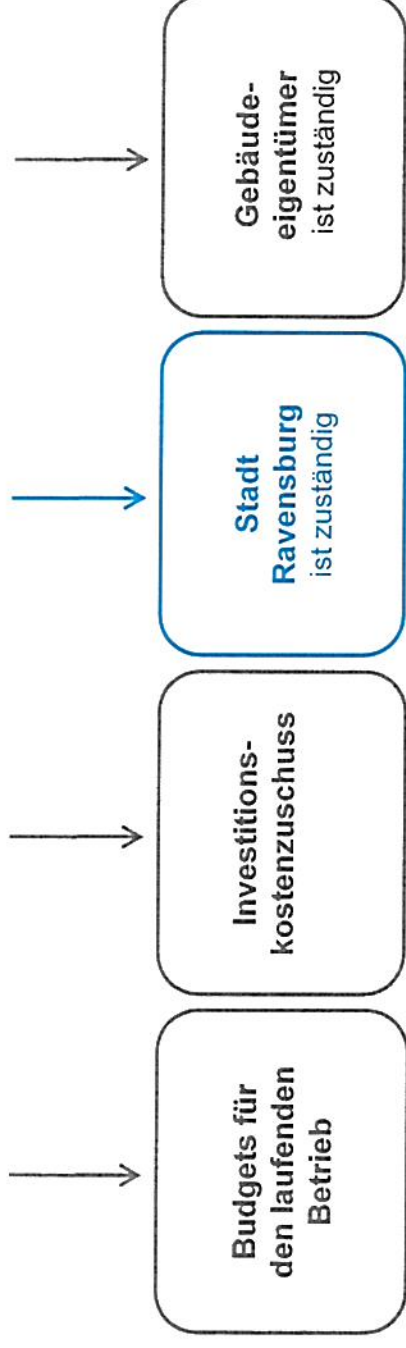 Budgets für
den laufenden
Betrieb
Investitions-
kostenzuschuss
Stadt
Ravensburg
ist zuständig
Gebäude-
eigentümer
ist zuständig